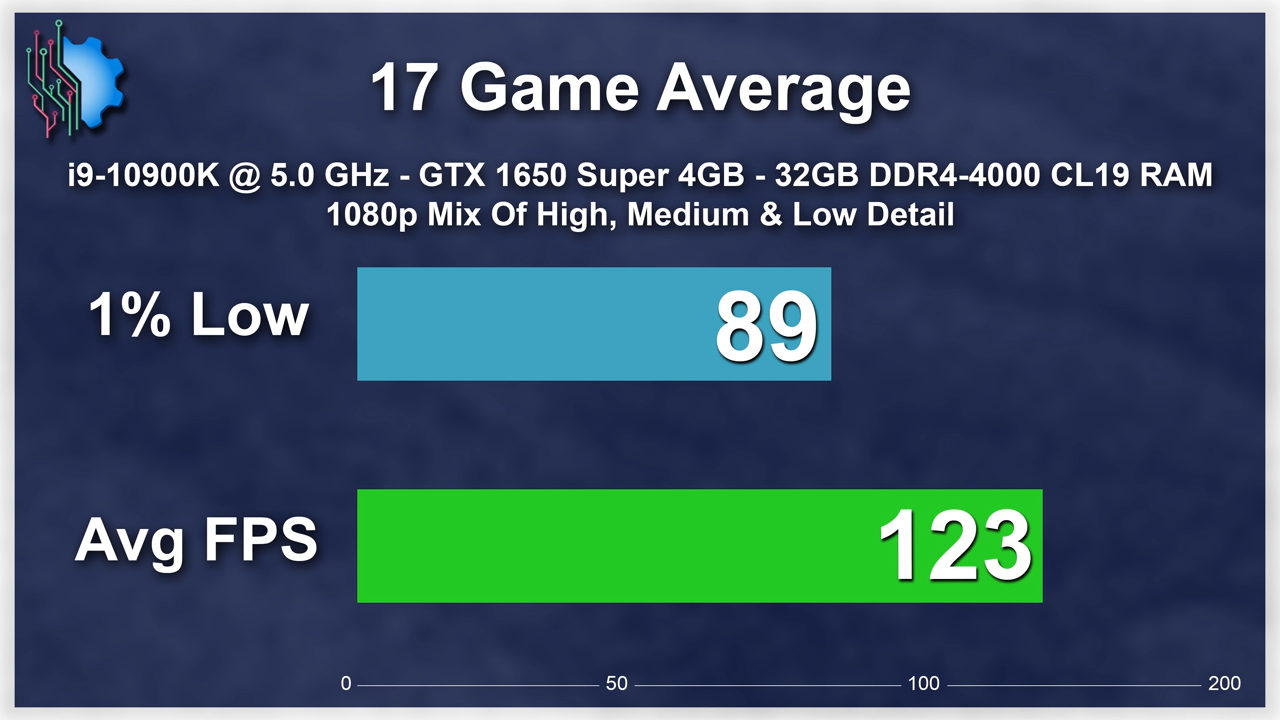 17 Game Average
i9-10900K @ 5.0 GHz - GTX 1650 Super 4GB - 32GB DDR4-4000 CL19 RAM
1080p Mix Of High, Medium & Low Detail
1% Low 89
Avg FPS 123
0 50 100 200